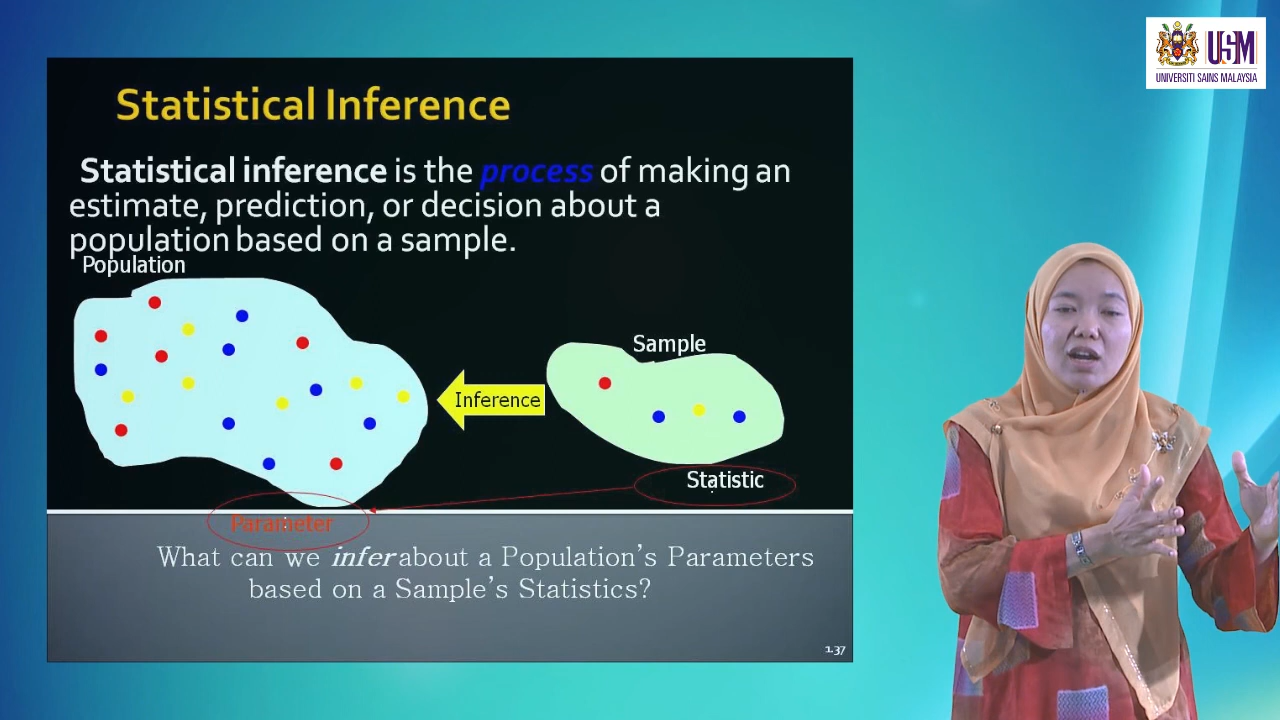 USM
UNIVERSITI SAINS MALAYSIA
Statistical Inference
Statistical inference is the process of making an
estimate, prediction, or decision about a
population based on a sample.
Population
Sample
Inference
Statistic
Parameter
What can we infer about a Population's Parameters
based on a Sample's Statistics?
1.37